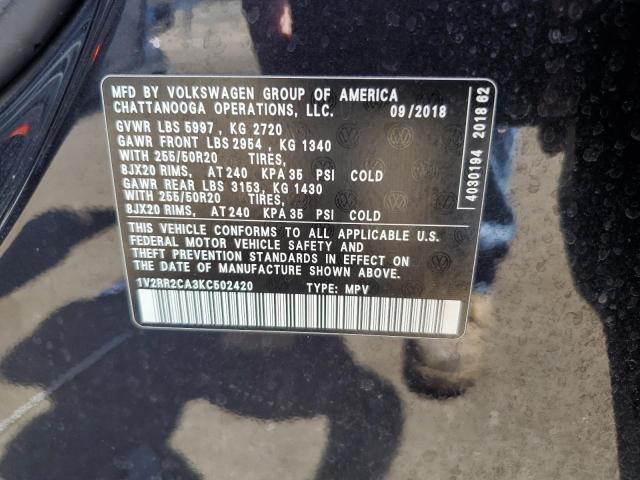 MFD BY VOLKSWAGEN GROUP OF AMERICA
CHATTANOOGA OPERATIONS, LLC. 09/2018
GVWR LBS 5997 , KG 2720
GAWR FRONT LBS 2954 , KG 1340
WITH 255/50R20 TIRES,
8JX20 RIMS, AT 240 KPA 35 PSI COLD
GAWR REAR LBS 3153, KG 1430
WITH 255/50R20 TIRES,
8JX20 RIMS, AT 240 KPA 35 PSI COLD
THIS VEHICLE CONFORMS TO ALL APPLICABLE U.S.
FEDERAL MOTOR VEHICLE SAFETY AND
THEFT PREVENTION STANDARDS IN EFFECT ON
THE DATE OF MANUFACTURE SHOWN ABOVE.
1V2RR2CA3KC502420 TYPE: MPV
4030194 2018 62